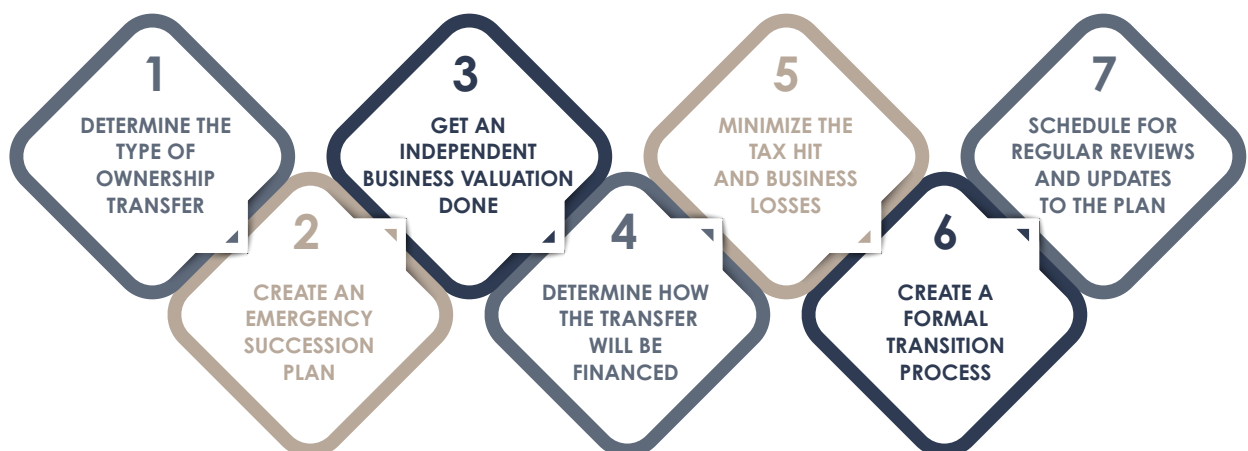 1
DETERMINE THE
TYPE OF
OWNERSHIP
TRANSFER
2
CREATE AN
EMERGENCY
SUCCESSION
PLAN
3
GET AN
INDEPENDENT
BUSINESS VALUATION
DONE
4
DETERMINE HOW
THE TRANSFER
WILL BE
FINANCED
5
MINIMIZE THE
TAX HIT
AND BUSINESS
LOSSES
6
CREATE A
FORMAL
TRANSITION
PROCESS
7
SCHEDULE FOR
REGULAR REVIEWS
AND UPDATES
TO THE PLAN